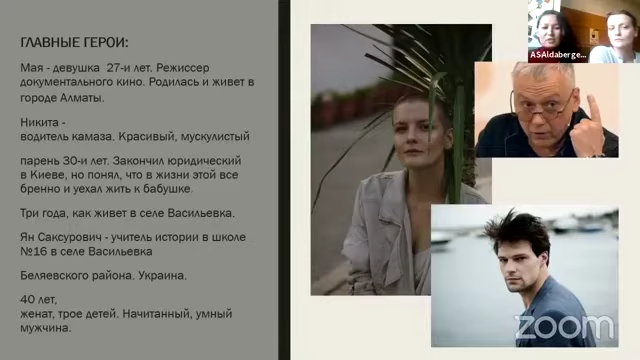 ГЛАВНЫЕ ГЕРОИ:
Мая - девушка 27-и лет. Режиссер
документального кино. Родилась и живет в
городе Алматы.
Никита -
водитель камаза. Красивый, мускулистый
парень 30-и лет. Закончил юридический
в Киеве, но понял, что в жизни этой все
бренно и уехал жить к бабушке.
Три года, как живет в селе Васильевка.
Ян Саксурович - учитель истории в школе
№16 в селе Васильевка
Беляевского района. Украина.
40 лет,
женат, трое детей. Начитанный, умный
мужчина.
ASAldaberge...
zoom